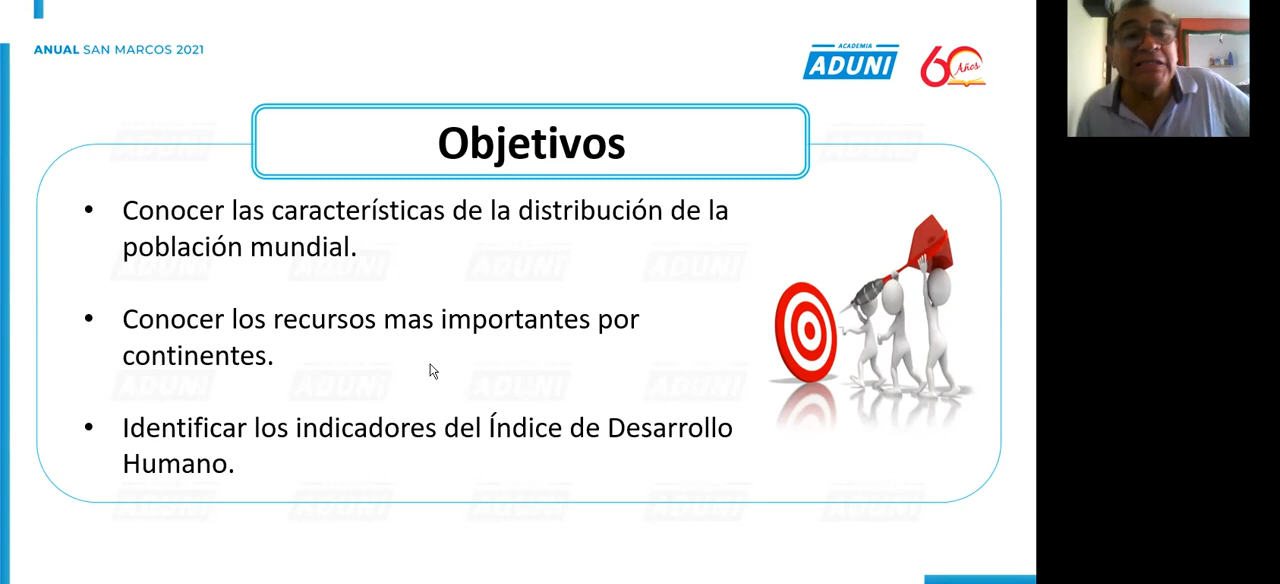 ANUAL SAN MARCOS 2021
ACADEMIA
ADUNI
60 Años
Objetivos
• Conocer las características de la distribución de la
población mundial.
• Conocer los recursos mas importantes por
continentes.
• Identificar los indicadores del Índice de Desarrollo
Humano.